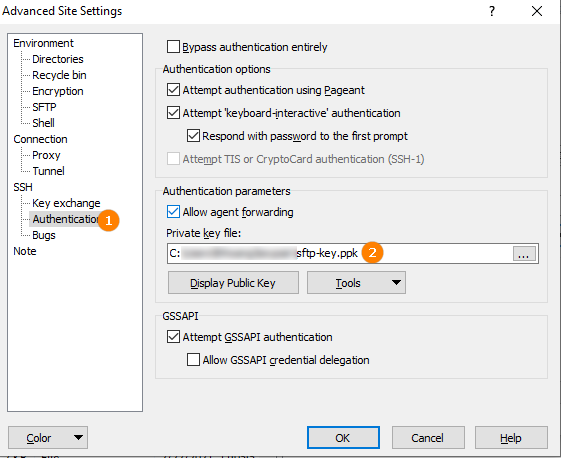 Advanced Site Settings
Environment
Directories
Recycle bin
Encryption
SFTP
Shell
Connection
Proxy
Tunnel
SSH
Key exchange
Authentication 1
Bugs
Note
Bypass authentication entirely
Authentication options
Attempt authentication using Pageant
Attempt 'keyboard-interactive' authentication
Respond with password to the first prompt
Attempt TIS or CryptoCard authentication (SSH-1)
Authentication parameters
Allow agent forwarding
Private key file:
C: sftp-key.ppk 2 ...
Display Public Key Tools
GSSAPI
Attempt GSSAPI authentication
Allow GSSAPI credential delegation
Color OK Cancel Help